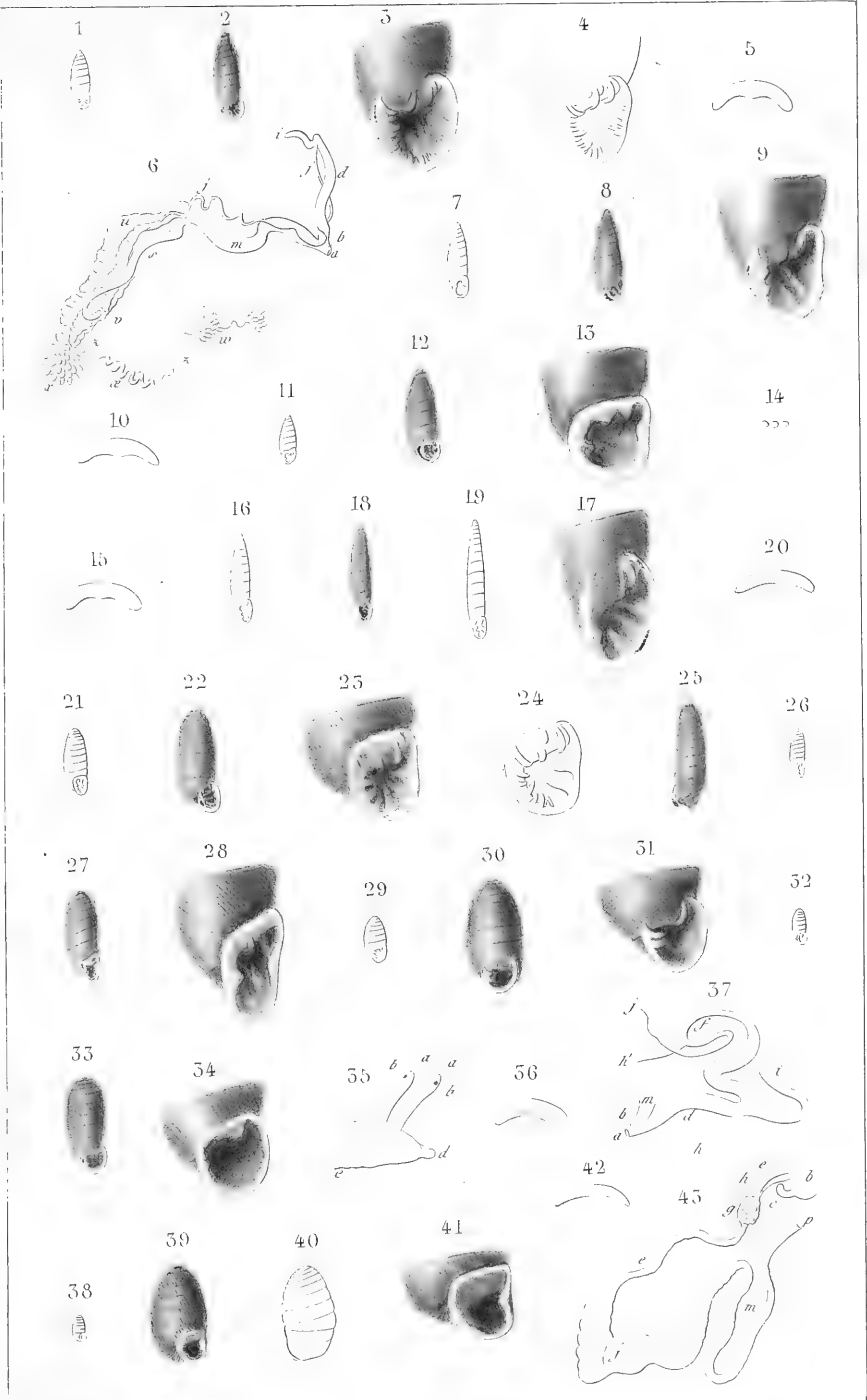 1 2 3 4 5
6 i j d
j u m b a s
7 8 9
v w x x z z
10 11 12 13 14
15 16 18 19 17 20
21 22 23 24 25 26
27 28 29 30 31 32
33 34 35 b a a b d e 36
37 j f h' i m b a d h
38 39 40 41 42
43 h e b g c p e m f